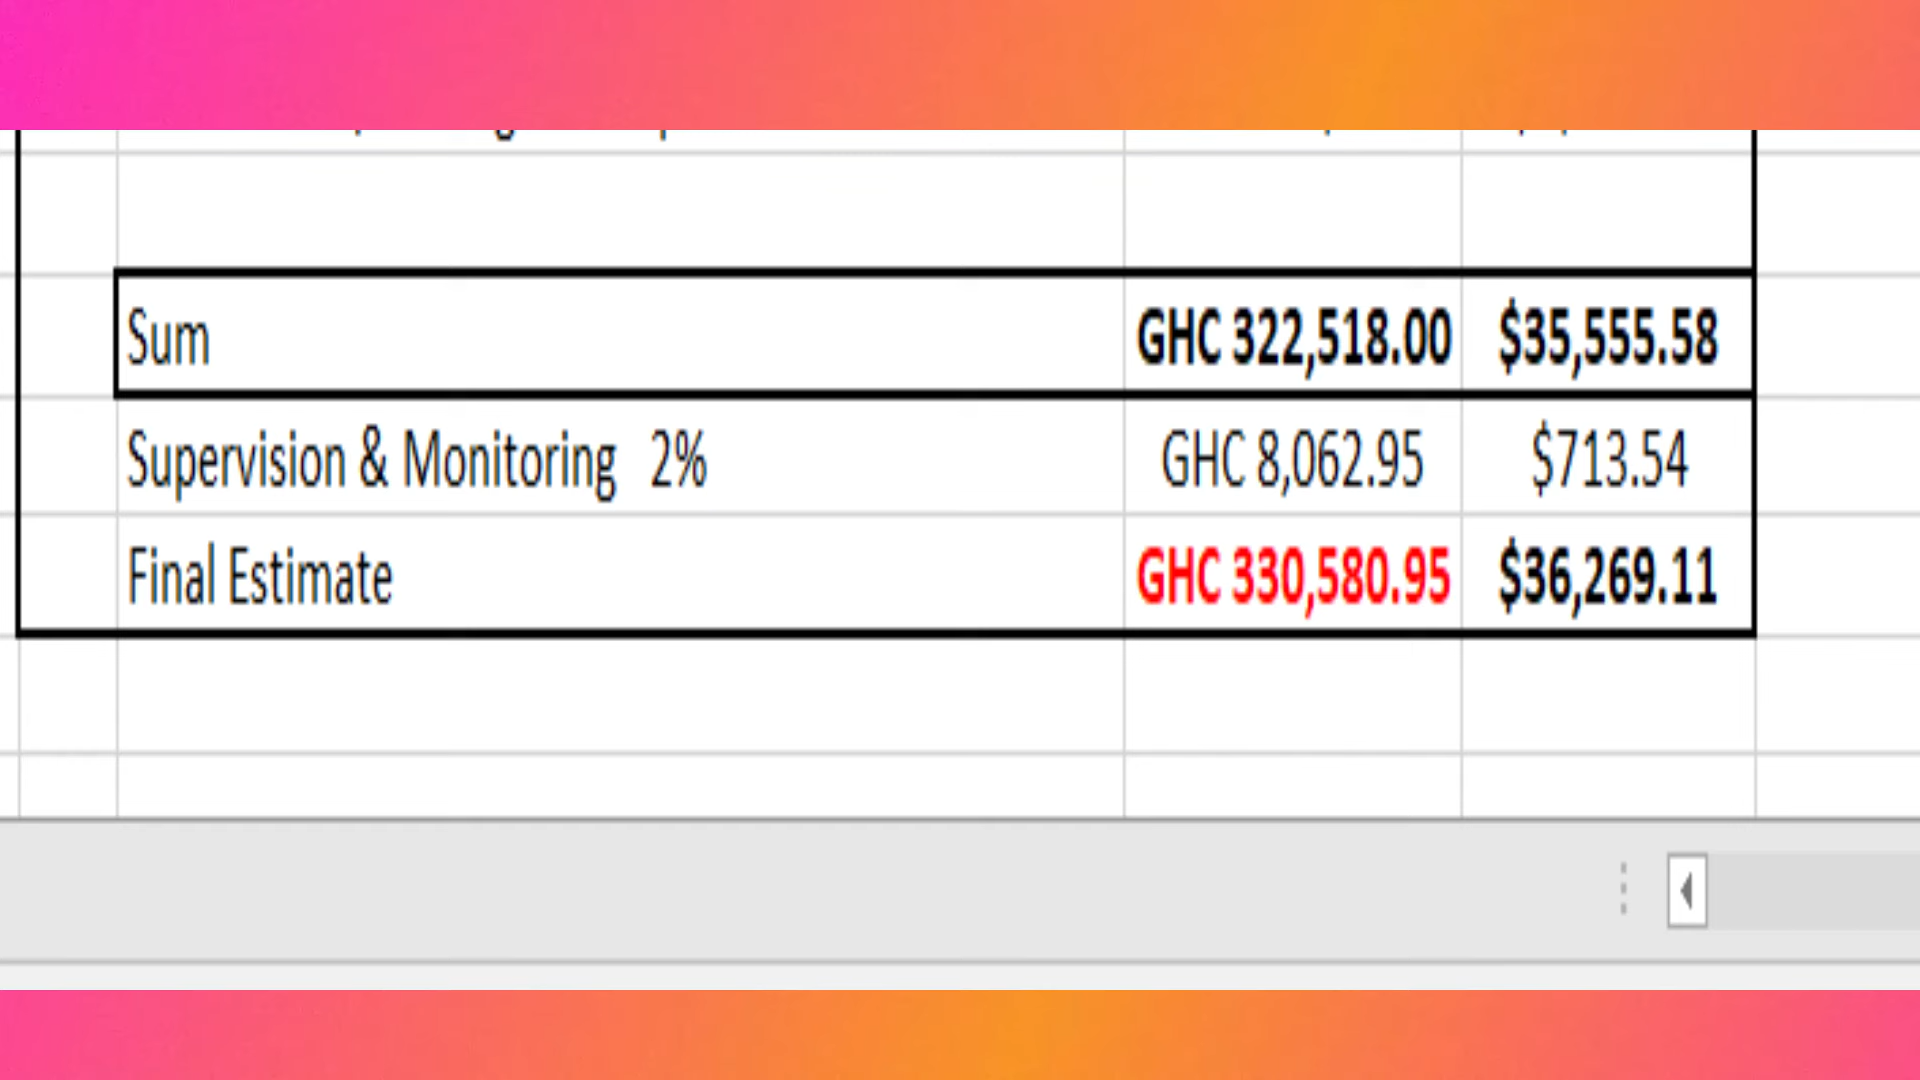 Sum GHC 322,518.00 $35,555.58
Supervision & Monitoring 2% GHC 8,062.95 $713.54
Final Estimate GHC 330,580.95 $36,269.11